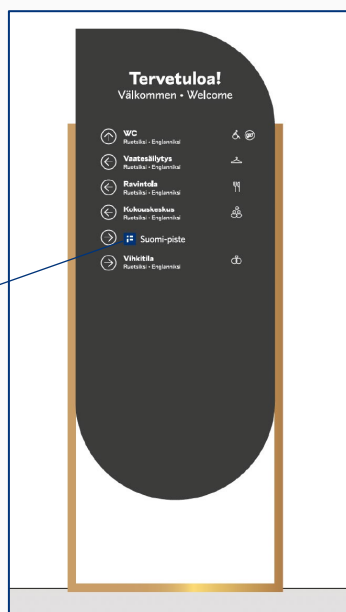 Tervetuloa!
Välkommen • Welcome
WC
Ruotsiksi • Englanniksi
Vaatesäilytys
Ruotsiksi • Englanniksi
Ravintola
Ruotsiksi • Englanniksi
Kokouskeskus
Ruotsiksi • Englanniksi
Suomi-piste
Vihkitila
Ruotsiksi • Englanniksi